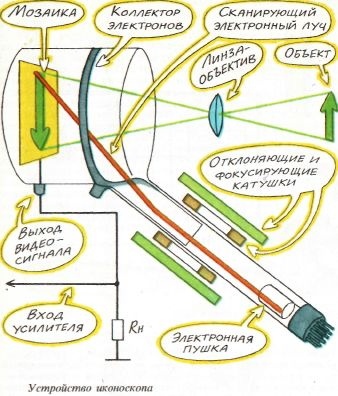 МОЗАИКА
КОЛЛЕКТОР
ЭЛЕКТРОНОВ
СКАНИРУЮЩИЙ
ЭЛЕКТРОННЫЙ ЛУЧ
ЛИНЗА-
ОБЪЕКТИВ
ОБЪЕКТ
ОТКЛОНЯЮЩИЕ И
ФОКУСИРУЮЩИЕ
КАТУШКИ
ВЫХОД
ВИДЕО-
СИГНАЛА
ВХОД
УСИЛИТЕЛЯ
Rн
ЭЛЕКТРОННАЯ
ПУШКА
Устройство иконоскопа